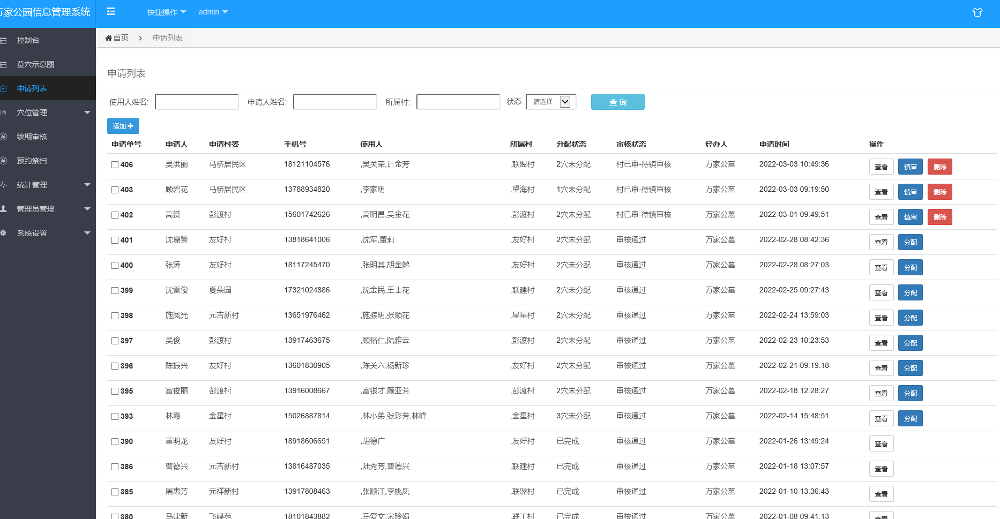 家公园信息管理系统 快捷操作 admin
控制台
墓穴示意图
申请列表
穴位管理
续期审核
预约祭扫
统计管理
管理员管理
系统设置
首页 > 申请列表
申请列表
使用人姓名: 申请人姓名: 所属村: 状态 请选择 查 询
添加
申请单号 申请人 申请村委 手机号 使用人 所属村 分配状态 审核状态 经办人 申请时间 操作
406 吴洪丽 马桥居民区 18121104576 ,吴关荣,计金芳 ,联盟村 2穴未分配 村已审-待镇审核 万家公墓 2022-03-03 10:49:36 查看 镇审 删除
403 顾碧花 马桥居民区 13788934820 ,李家明 ,望海村 1穴未分配 村已审-待镇审核 万家公墓 2022-03-03 09:19:50 查看 镇审 删除
402 高赟 彭渡村 15601742626 ,高明昌,吴金花 ,彭渡村 2穴未分配 村已审-待镇审核 万家公墓 2022-03-01 09:49:51 查看 镇审 删除
401 沈 友好村 13818641006 ,沈军,董莉 ,友好村 2穴未分配 审核通过 万家公墓 2022-02-28 08:42:36 查看 分配
400 张涛 友好村 18117245470 ,张明其,胡金娣 ,友好村 2穴未分配 审核通过 万家公墓 2022-02-28 08:27:03 查看 分配
399 沈雷俊 夏朵园 17321024886 ,沈金民,王士花 ,联建村 2穴未分配 审核通过 万家公墓 2022-02-25 09:27:43 查看 分配
398 施凤光 元吉新村 13651976462 ,施振明,张顺花 ,星星村 2穴未分配 审核通过 万家公墓 2022-02-24 13:59:03 查看 分配
397 吴俊 彭渡村 13917463675 ,顾裕仁,陆雅云 ,彭渡村 2穴未分配 审核通过 万家公墓 2022-02-23 10:23:53 查看 分配
396 陈振兴 友好村 13601830905 ,陈关六,杨新珍 ,友好村 2穴未分配 审核通过 万家公墓 2022-02-21 09:19:18 查看 分配
395 富俊丽 彭渡村 13916008667 ,富银才,顾亚芳 ,彭渡村 2穴未分配 审核通过 万家公墓 2022-02-18 12:28:27 查看 分配
393 林霞 金星村 15026887814 ,林小弟,张彩芳,林峰 ,金星村 3穴未分配 审核通过 万家公墓 2022-02-14 15:48:51 查看 分配
390 董明龙 友好村 18918606651 ,胡德广 ,友好村 已完成 审核通过 万家公墓 2022-01-26 13:49:24 查看
386 曹德兴 元吉新村 13816487035 ,陆秀芳,曹德兴 ,联建村 已完成 审核通过 万家公墓 2022-01-18 13:07:57 查看
385 屠惠芳 元祥新村 13917808463 ,张顺江,李桃凤 ,联盟村 已完成 审核通过 万家公墓 2022-01-10 13:36:43 查看
380 马建新 飞碟苑 18101843882 ,马爱文,宋玲娟 ,联工村 已完成 审核通过 万家公墓 2022-01-08 09:41:13 查看